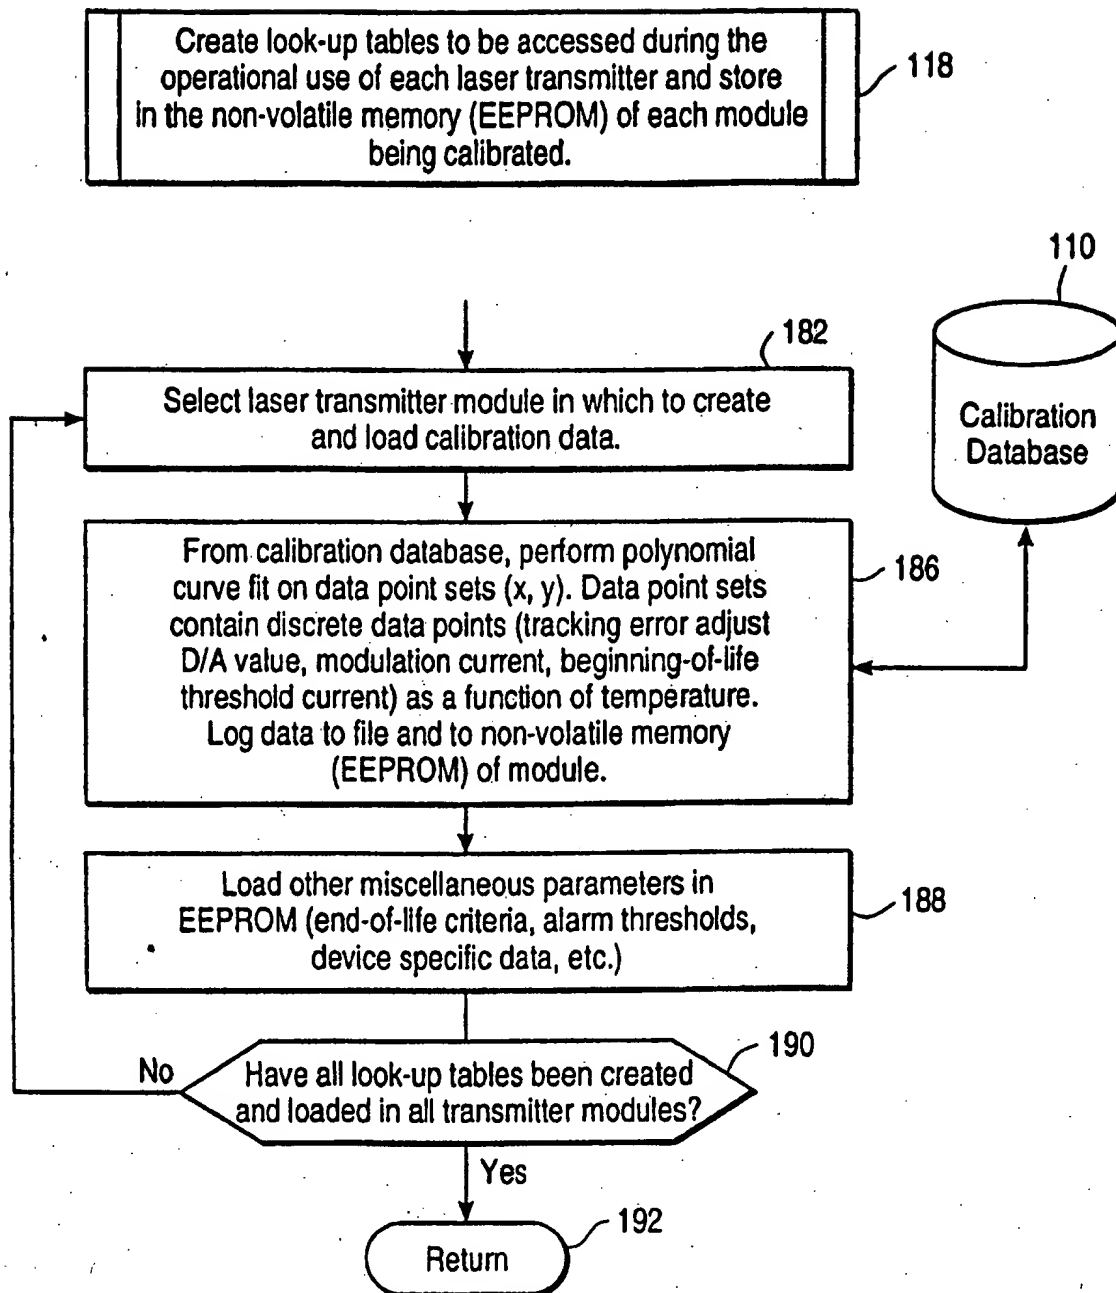 Create look-up tables to be accessed during the
operational use of each laser transmitter and store
in the non-volatile memory (EEPROM) of each module
being calibrated.
118
110
Calibration
Database
182
Select laser transmitter module in which to create
and load calibration data.
186
From calibration database, perform polynomial
curve fit on data point sets (x, y). Data point sets
contain discrete data points (tracking error adjust
D/A value, modulation current, beginning-of-life
threshold current) as a function of temperature.
Log data to file and to non-volatile memory
(EEPROM) of module.
188
Load other miscellaneous parameters in
EEPROM (end-of-life criteria, alarm thresholds,
device specific data, etc.)
190
No
Have all look-up tables been created
and loaded in all transmitter modules?
Yes
192
Return